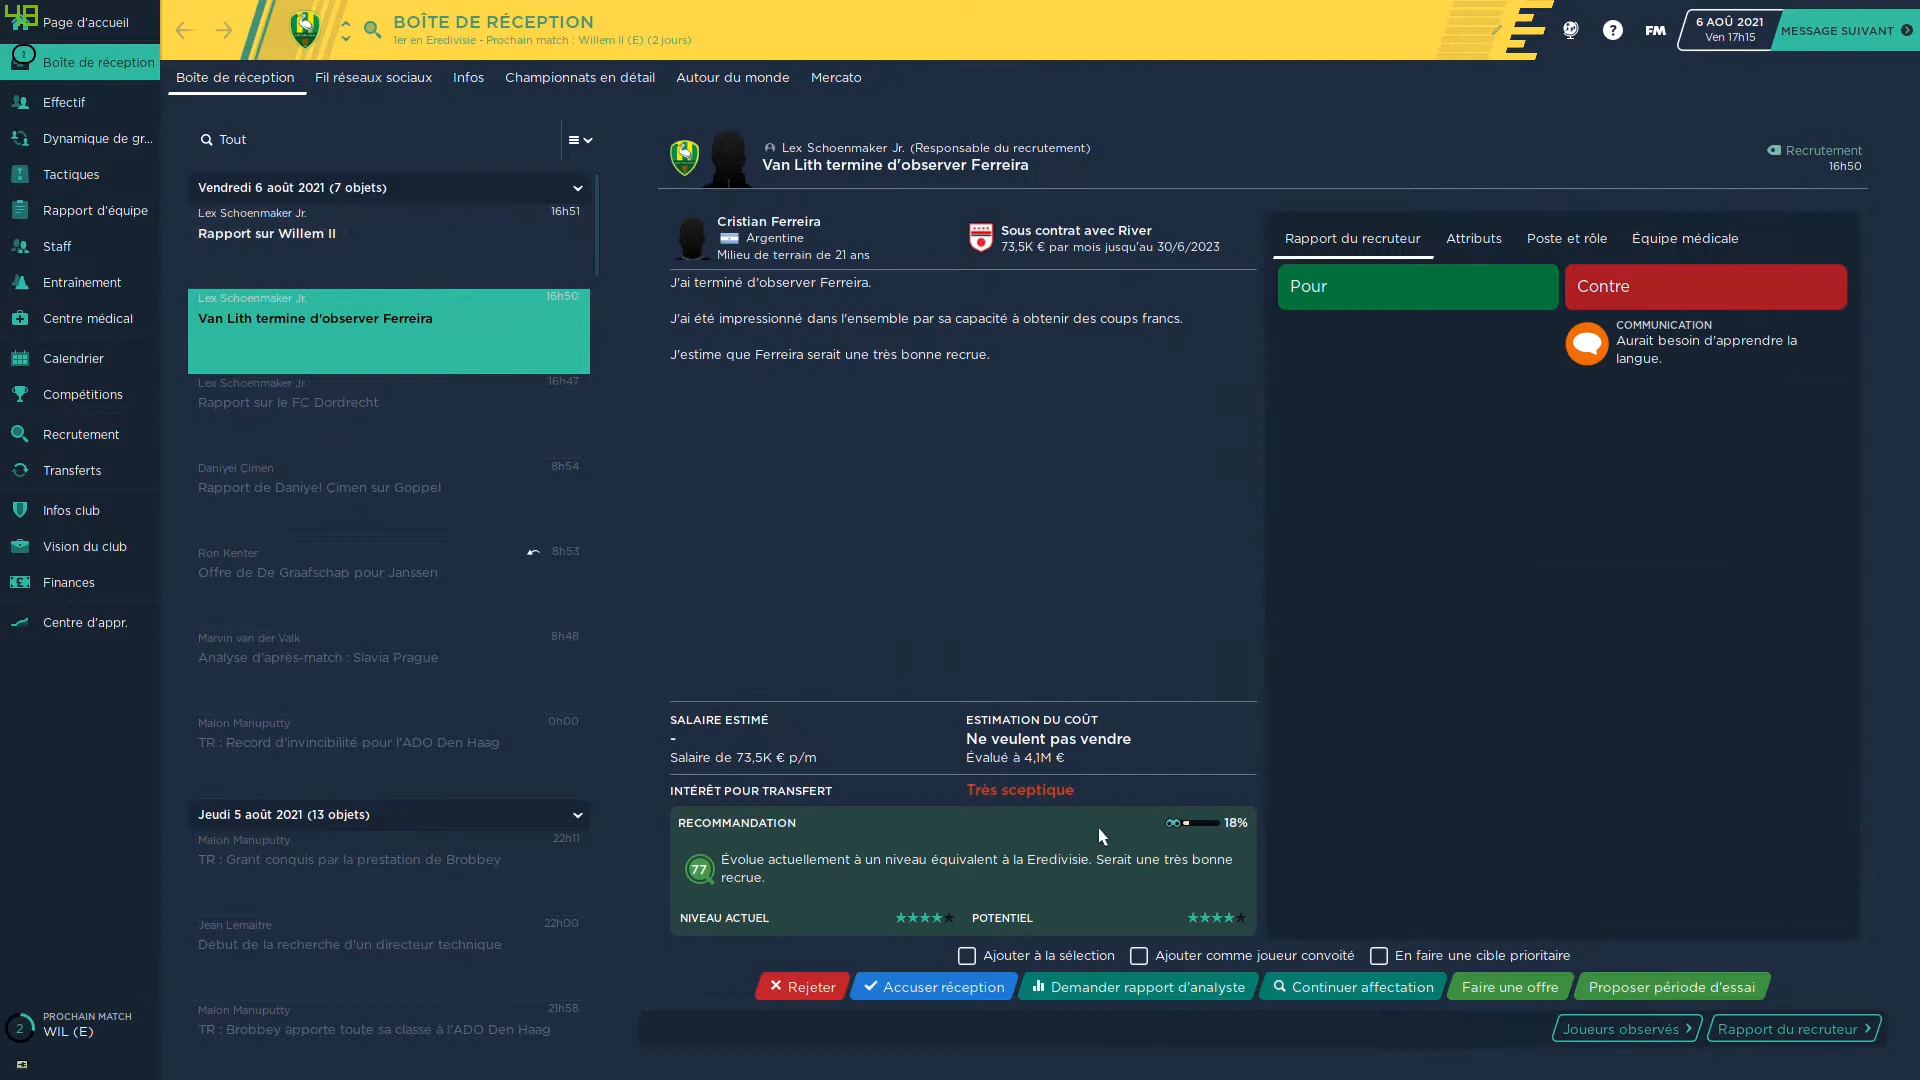 48
Page d'accueil
1
Boîte de réception
Effectif
Dynamique de gr...
Tactiques
Rapport d'équipe
Staff
Entraînement
Centre médical
Calendrier
Compétitions
Recrutement
Transferts
Infos club
Vision du club
Finances
Centre d'appr.
2
PROCHAIN MATCH
WIL (E)
BOÎTE DE RÉCEPTION
1er en Eredivisie - Prochain match : Willem II (E) (2 jours)
?
FM
6 AOÛ 2021
Ven 17h15
MESSAGE SUIVANT
Boîte de réception
Fil réseaux sociaux
Infos
Championnats en détail
Autour du monde
Mercato
Tout
Vendredi 6 août 2021 (7 objets)
Lex Schoenmaker Jr. 16h51
Rapport sur Willem II
Lex Schoenmaker Jr. 16h50
Van Lith termine d'observer Ferreira
Lex Schoenmaker Jr. 16h47
Rapport sur le FC Dordrecht
Daniyel Çimen 8h54
Rapport de Daniyel Çimen sur Goppel
Ron Kenter 8h53
Offre de De Graafschap pour Janssen
Marvin van der Valk 8h48
Analyse d'après-match : Slavia Prague
Malon Manuputty 0h00
TR : Record d'invincibilité pour l'ADO Den Haag
Jeudi 5 août 2021 (13 objets)
Malon Manuputty 22h11
TR : Grant conquis par la prestation de Brobbey
Jean Lemaitre 22h00
Début de la recherche d'un directeur technique
Malon Manuputty 21h58
TR : Brobbey apporte toute sa classe à l'ADO Den Haag
Lex Schoenmaker Jr. (Responsable du recrutement)
Van Lith termine d'observer Ferreira
Recrutement
16h50
Cristian Ferreira
Argentine
Milieu de terrain de 21 ans
Sous contrat avec River
73,5K € par mois jusqu'au 30/6/2023
J'ai terminé d'observer Ferreira.
J'ai été impressionné dans l'ensemble par sa capacité à obtenir des coups francs.
J'estime que Ferreira serait une très bonne recrue.
SALAIRE ESTIMÉ
-
Salaire de 73,5K € p/m
ESTIMATION DU COÛT
Ne veulent pas vendre
Évalué à 4,1M €
INTÉRÊT POUR TRANSFERT
Très sceptique
RECOMMANDATION
18%
77
Évolue actuellement à un niveau équivalent à la Eredivisie. Serait une très bonne
recrue.
NIVEAU ACTUEL
POTENTIEL
Rapport du recruteur
Attributs
Poste et rôle
Équipe médicale
Pour
Contre
COMMUNICATION
Aurait besoin d'apprendre la
langue.
Ajouter à la sélection
Ajouter comme joueur convoité
En faire une cible prioritaire
Rejeter
Accuser réception
Demander rapport d'analyste
Continuer affectation
Faire une offre
Proposer période d'essai
Joueurs observés
Rapport du recruteur